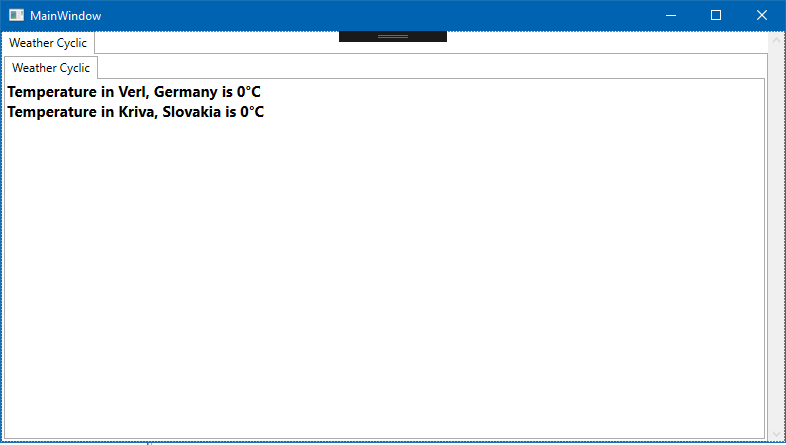 MainWindow
Weather Cyclic
Weather Cyclic
Temperature in Verl, Germany is 0°C
Temperature in Kriva, Slovakia is 0°C